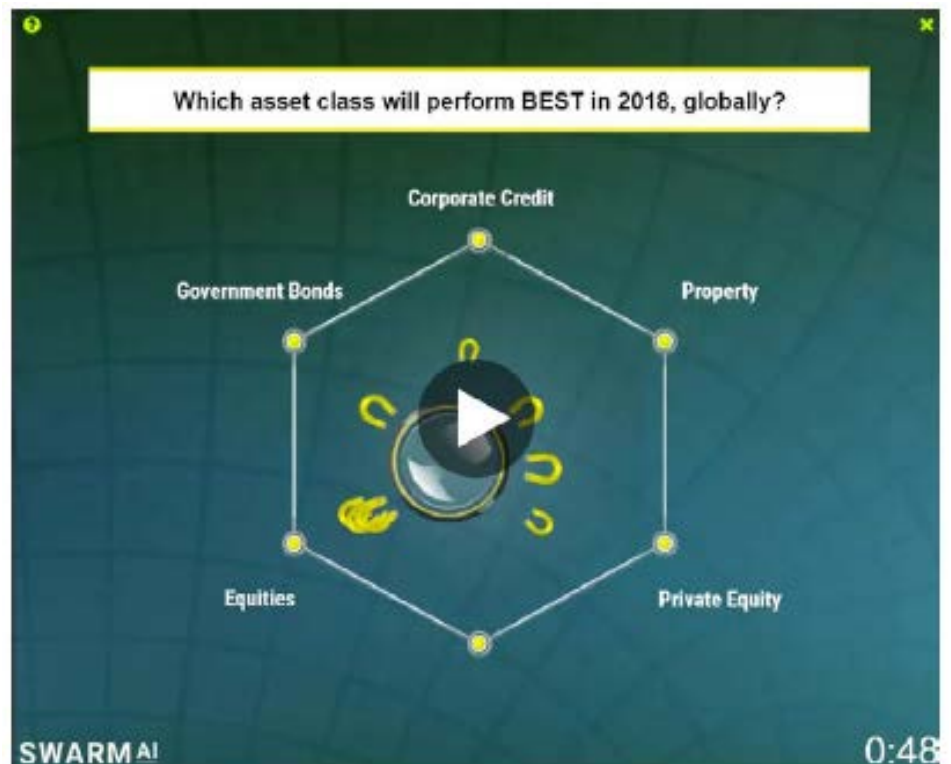 Which asset class will perform BEST in 2018, globally?
Corporate Credit
Government Bonds
Property
Equities
Private Equity
SWARM AI
0:48